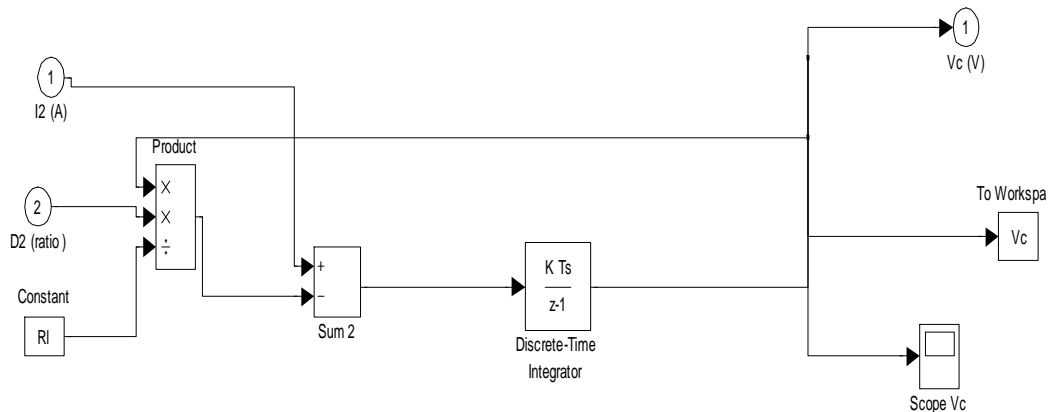 1
Vc (V)
1
I2 (A)
Product
×
×
÷
2
D2 (ratio )
To Workspa
Vc
Constant
Rl
+
−
Sum 2
K Ts
z-1
Discrete-Time
Integrator
Scope Vc